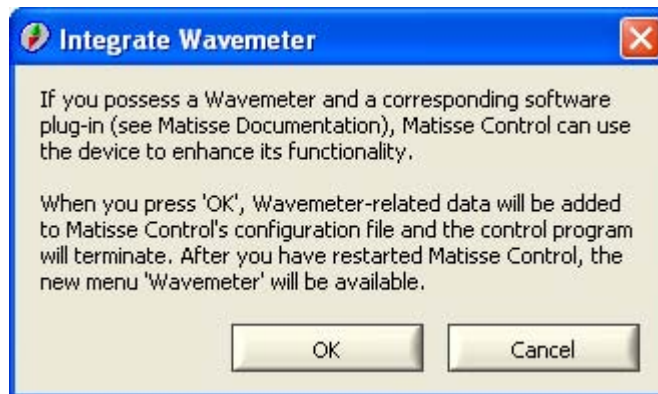 Integrate Wavemeter
If you possess a Wavemeter and a corresponding software
plug-in (see Matisse Documentation), Matisse Control can use
the device to enhance its functionality.
When you press 'OK', Wavemeter-related data will be added
to Matisse Control's configuration file and the control program
will terminate. After you have restarted Matisse Control, the
new menu 'Wavemeter' will be available.
OK
Cancel